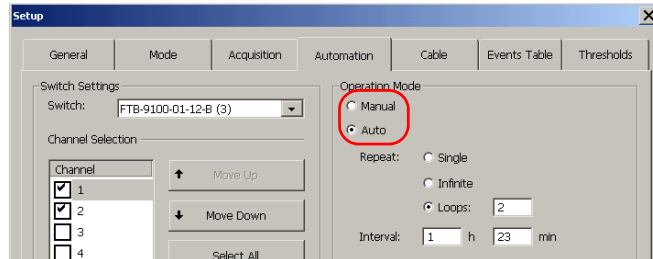 Setup
General Mode Acquisition Automation Cable Events Table Thresholds
Switch Settings
Switch: FTB-9100-01-12-B (3)
Channel Selection
Channel
1
2
3
4
Move Up
Move Down
Select All
Operation Mode
Manual
Auto
Repeat: Single
Infinite
Loops: 2
Interval: 1 h 23 min